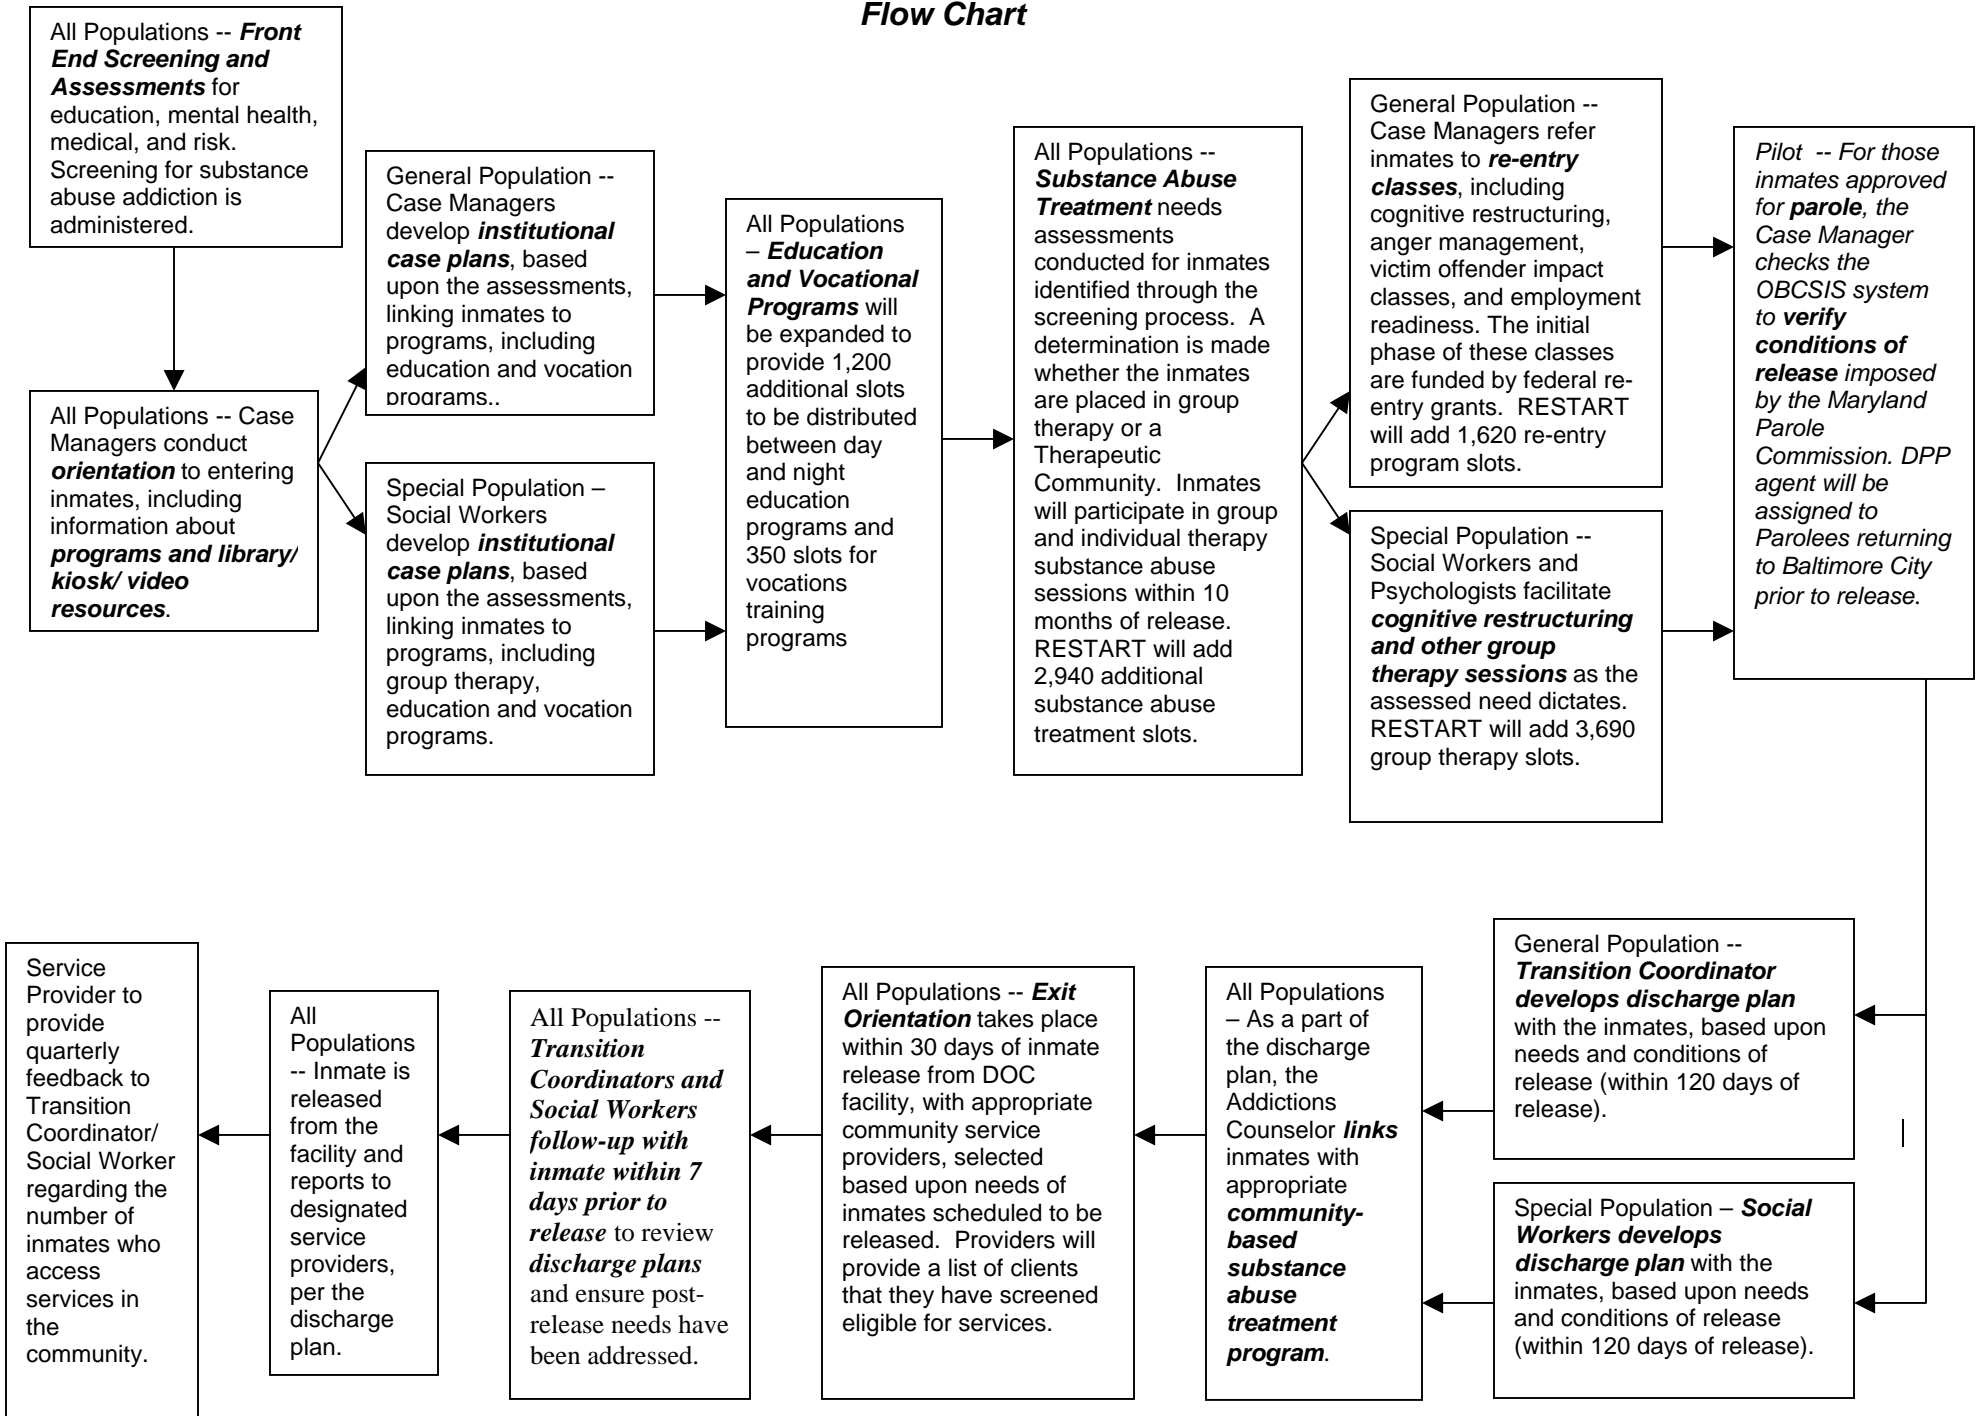 Flow Chart
All Populations -- Front
End Screening and
Assessments for
education, mental health,
medical, and risk.
Screening for substance
abuse addiction is
administered.
All Populations -- Case
Managers conduct
orientation to entering
inmates, including
information about
programs and library/
kiosk/ video
resources.
General Population --
Case Managers
develop institutional
case plans, based
upon the assessments,
linking inmates to
programs, including
education and vocation
programs..
Special Population –
Social Workers
develop institutional
case plans, based
upon the assessments,
linking inmates to
programs, including
group therapy,
education and vocation
programs.
All Populations
– Education
and Vocational
Programs will
be expanded to
provide 1,200
additional slots
to be distributed
between day
and night
education
programs and
350 slots for
vocations
training
programs
All Populations --
Substance Abuse
Treatment needs
assessments
conducted for inmates
identified through the
screening process.  A
determination is made
whether the inmates
are placed in group
therapy or a
Therapeutic
Community.  Inmates
will participate in group
and individual therapy
substance abuse
sessions within 10
months of release.
RESTART will add
2,940 additional
substance abuse
treatment slots.
General Population --
Case Managers refer
inmates to re-entry
classes, including
cognitive restructuring,
anger management,
victim offender impact
classes, and employment
readiness. The initial
phase of these classes
are funded by federal re-
entry grants.  RESTART
will add 1,620 re-entry
program slots.
Special Population --
Social Workers and
Psychologists facilitate
cognitive restructuring
and other group
therapy sessions as the
assessed need dictates.
RESTART will add 3,690
group therapy slots.
Pilot  -- For those
inmates approved
for parole, the
Case Manager
checks the
OBCSIS system
to verify
conditions of
release imposed
by the Maryland
Parole
Commission. DPP
agent will be
assigned to
Parolees returning
to Baltimore City
prior to release.
General Population --
Transition Coordinator
develops discharge plan
with the inmates, based upon
needs and conditions of
release (within 120 days of
release).
Special Population – Social
Workers develops
discharge plan with the
inmates, based upon needs
and conditions of release
(within 120 days of release).
All Populations
– As a part of
the discharge
plan, the
Addictions
Counselor links
inmates with
appropriate
community-
based
substance
abuse
treatment
program.
All Populations -- Exit
Orientation takes place
within 30 days of inmate
release from DOC
facility, with appropriate
community service
providers, selected
based upon needs of
inmates scheduled to be
released.  Providers will
provide a list of clients
that they have screened
eligible for services.
All Populations --
Transition
Coordinators and
Social Workers
follow-up with
inmate within 7
days prior to
release to review
discharge plans
and ensure post-
release needs have
been addressed.
All
Populations
-- Inmate is
released
from the
facility and
reports to
designated
service
providers,
per the
discharge
plan.
Service
Provider to
provide
quarterly
feedback to
Transition
Coordinator/
Social Worker
regarding the
number of
inmates who
access
services in
the
community.